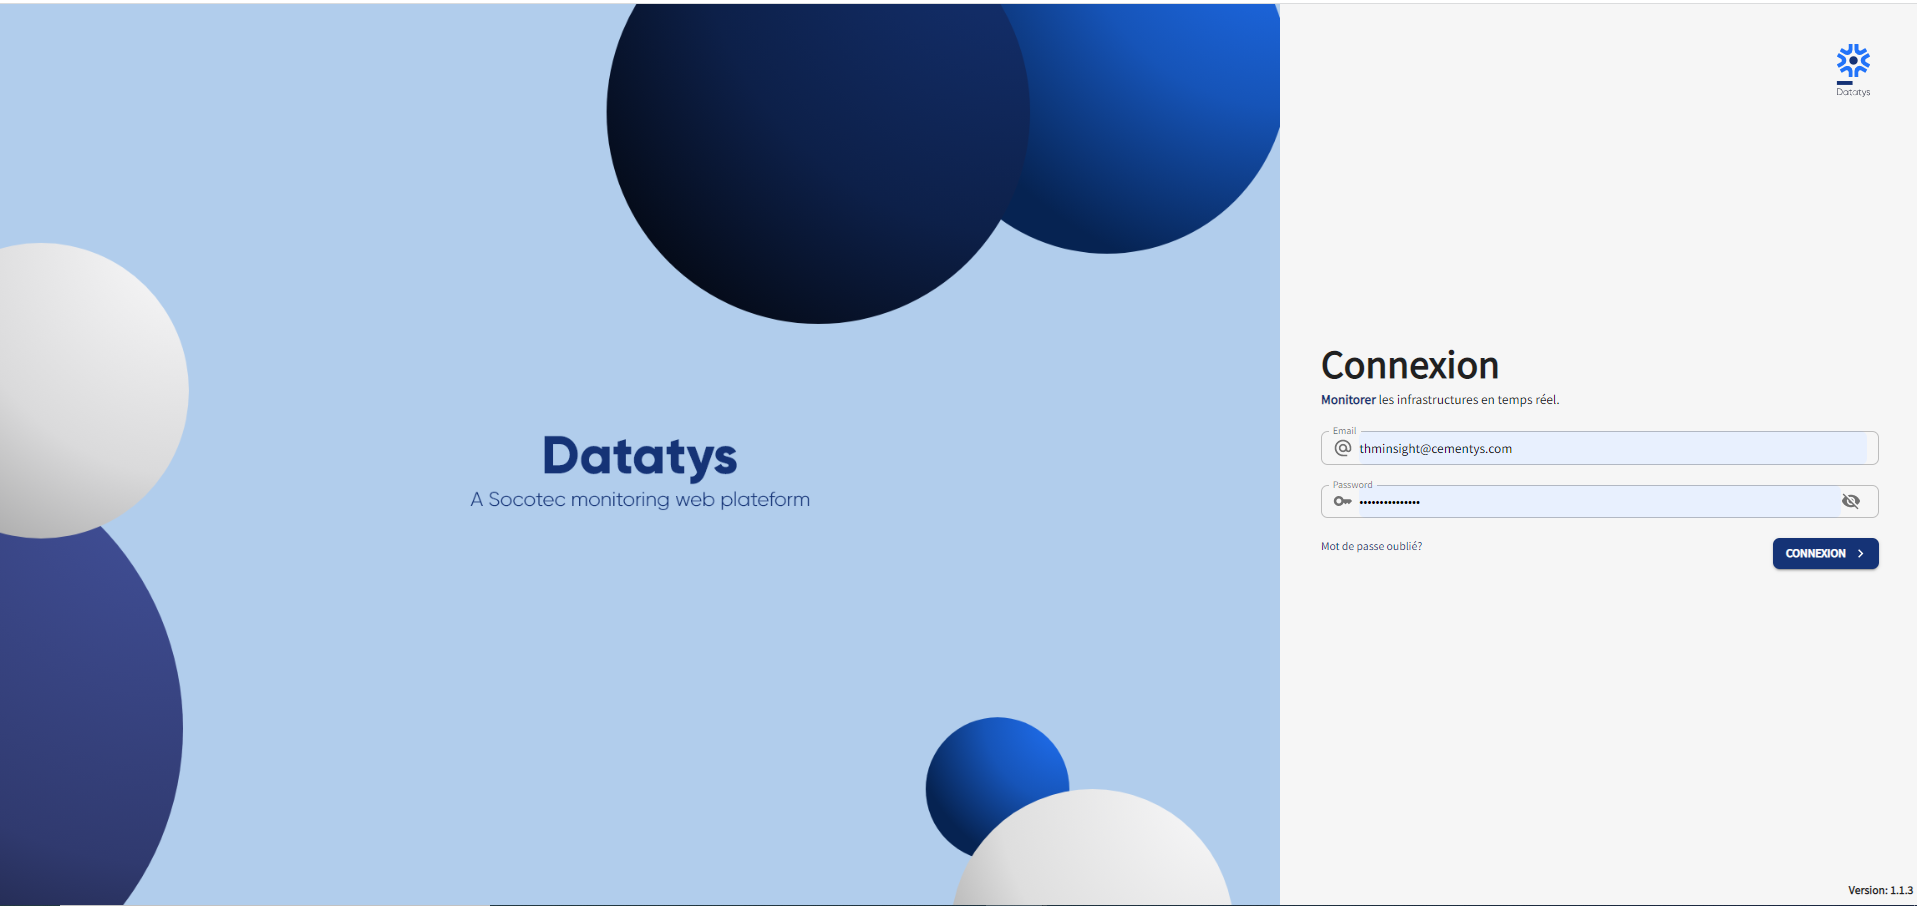 Datatys
A Socotec monitoring web plateform
Datatys
Connexion
Monitorer les infrastructures en temps réel.
Email
thminsight@cementys.com
Password
•••••••••••••••
Mot de passe oublié?
CONNEXION
Version: 1.1.3